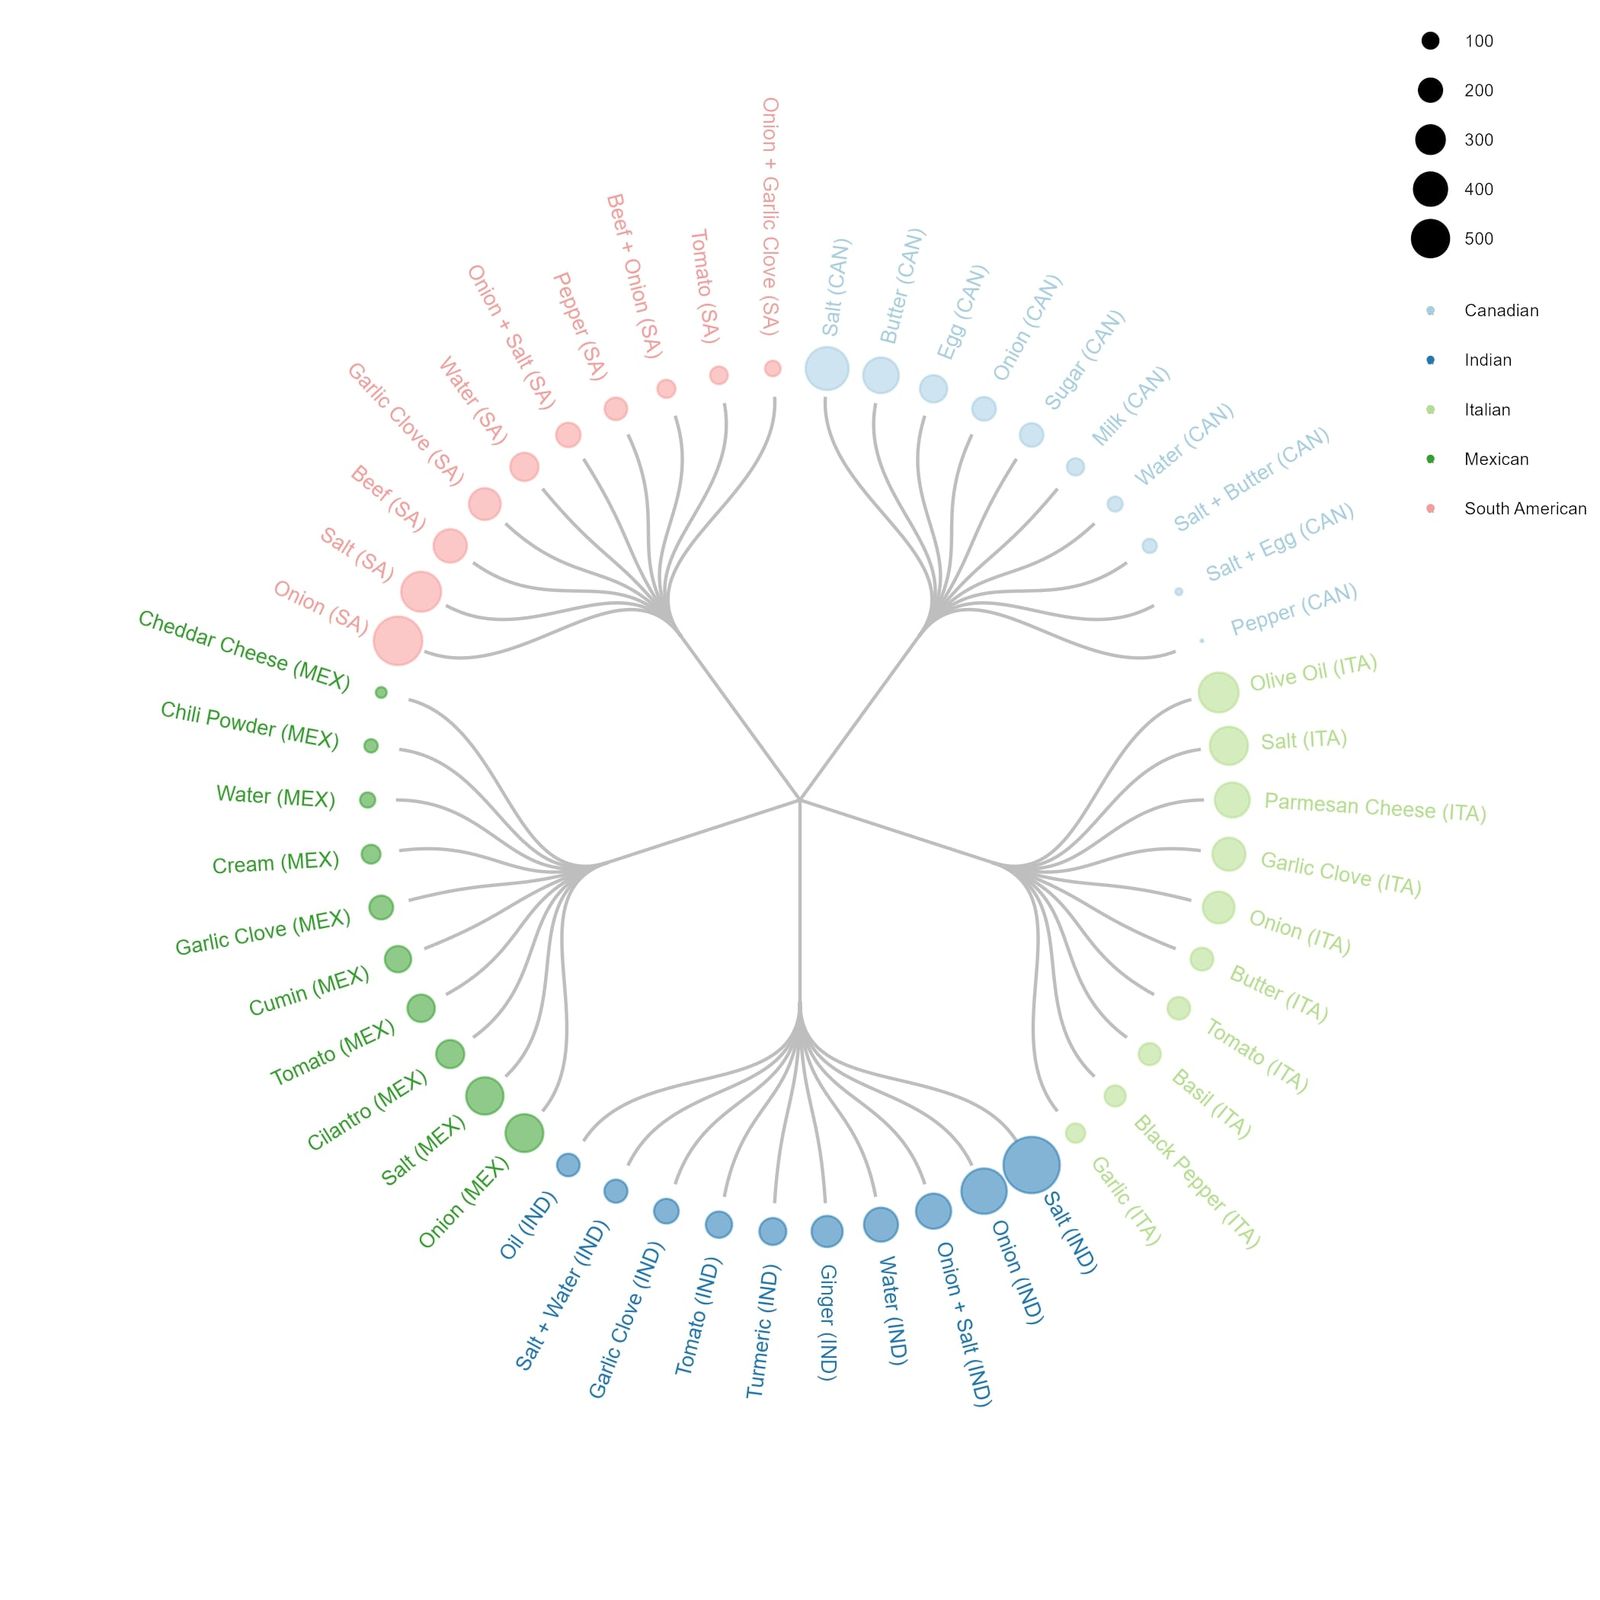 100
200
300
400
500
Canadian
Indian
Italian
Mexican
South American
Salt (CAN)
Butter (CAN)
Egg (CAN)
Onion (CAN)
Sugar (CAN)
Milk (CAN)
Water (CAN)
Salt + Butter (CAN)
Salt + Egg (CAN)
Pepper (CAN)
Olive Oil (ITA)
Salt (ITA)
Parmesan Cheese (ITA)
Garlic Clove (ITA)
Onion (ITA)
Butter (ITA)
Tomato (ITA)
Basil (ITA)
Black Pepper (ITA)
Garlic (ITA)
Salt (IND)
Onion (IND)
Onion + Salt (IND)
Water (IND)
Ginger (IND)
Turmeric (IND)
Tomato (IND)
Garlic Clove (IND)
Salt + Water (IND)
Oil (IND)
Onion (MEX)
Salt (MEX)
Cilantro (MEX)
Tomato (MEX)
Cumin (MEX)
Garlic Clove (MEX)
Cream (MEX)
Water (MEX)
Chili Powder (MEX)
Cheddar Cheese (MEX)
Onion (SA)
Salt (SA)
Beef (SA)
Garlic Clove (SA)
Water (SA)
Onion + Salt (SA)
Pepper (SA)
Beef + Onion (SA)
Tomato (SA)
Onion + Garlic Clove (SA)